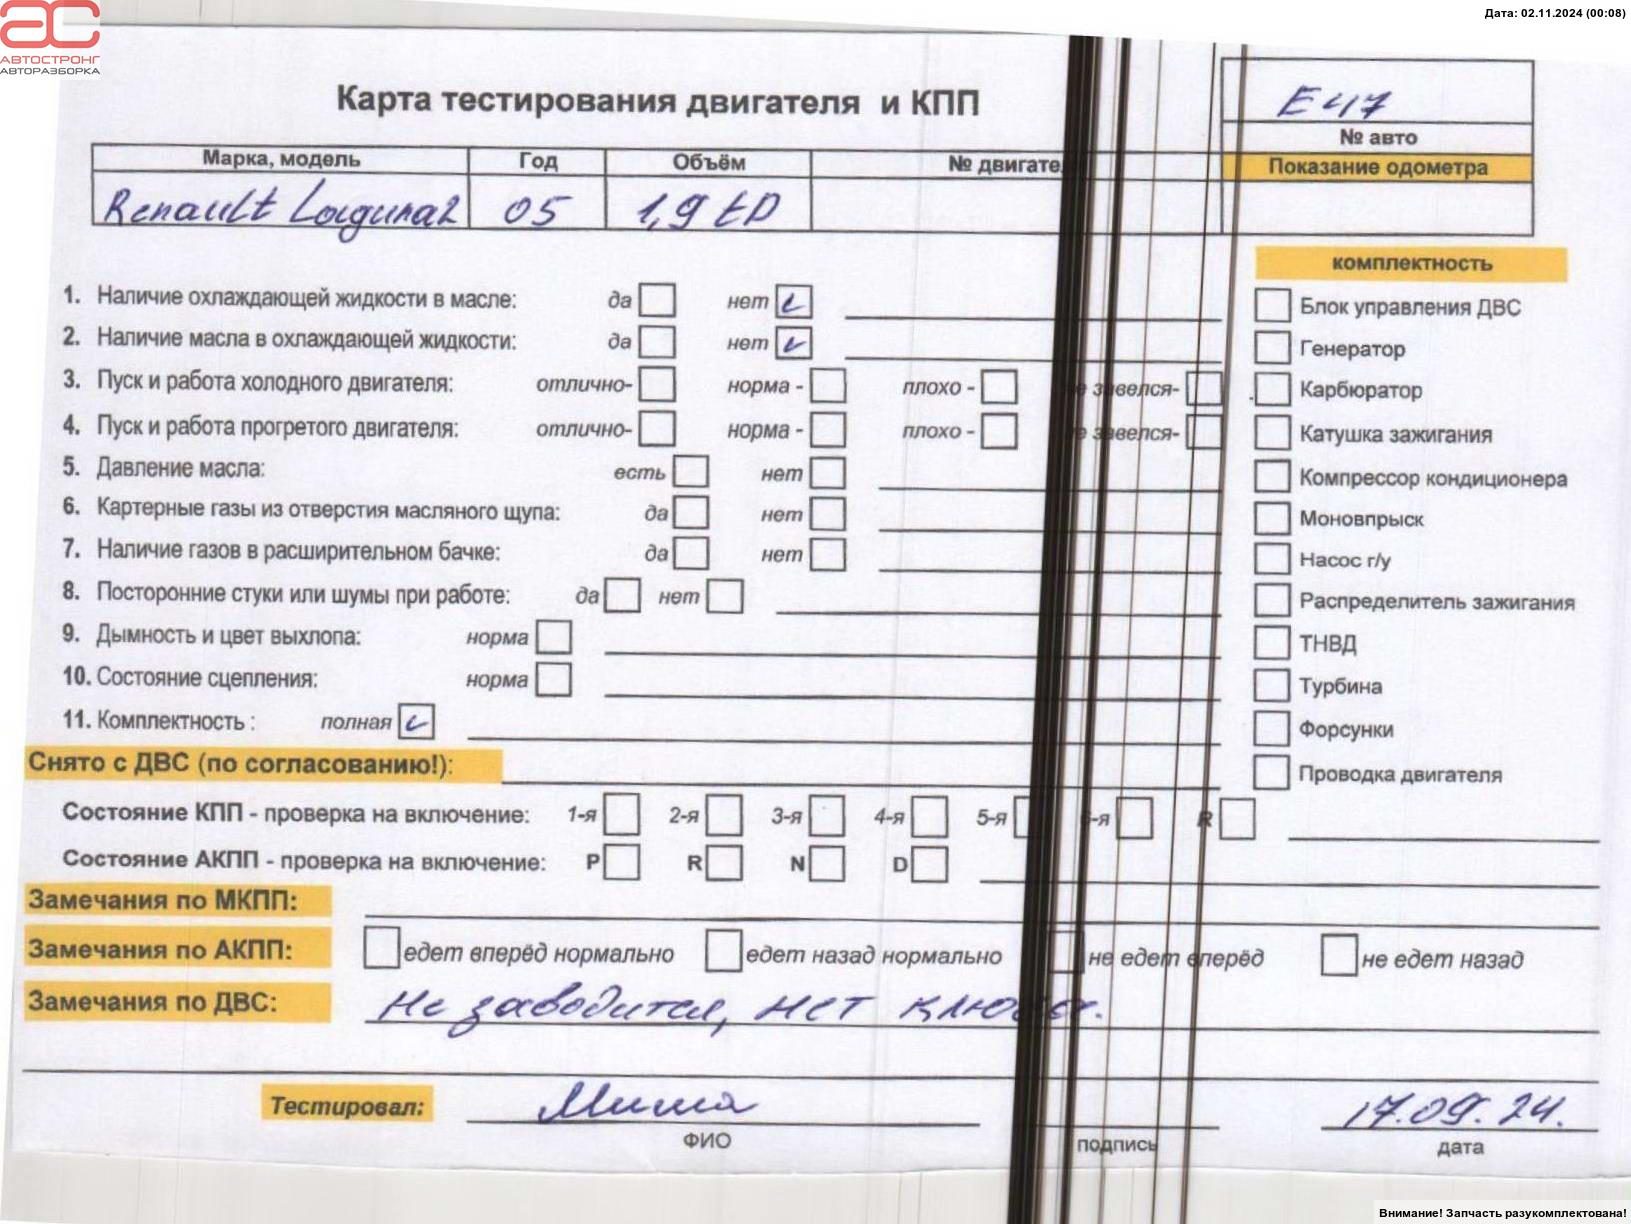 Дата: 02.11.2024 (00:08)
АС
АВТОСТРОНГ
АВТОРАЗБОРКА
Карта тестирования двигателя и КПП
E47
№ авто
Марка, модель Год Объём № двигате Показание одометра
Renault Laguna2 05 1,9 tD
комплектность
1. Наличие охлаждающей жидкости в масле: да нет
2. Наличие масла в охлаждающей жидкости: да нет
3. Пуск и работа холодного двигателя: отлично- норма - плохо - не завелся-
4. Пуск и работа прогретого двигателя: отлично- норма - плохо - не завелся-
5. Давление масла: есть нет
6. Картерные газы из отверстия масляного щупа: да нет
7. Наличие газов в расширительном бачке: да нет
8. Посторонние стуки или шумы при работе: да нет
9. Дымность и цвет выхлопа: норма
10. Состояние сцепления: норма
11. Комплектность : полная
Блок управления ДВС
Генератор
Карбюратор
Катушка зажигания
Компрессор кондиционера
Моновпрыск
Насос г/у
Распределитель зажигания
ТНВД
Турбина
Форсунки
Проводка двигателя
Снято с ДВС (по согласованию!):
Состояние КПП - проверка на включение: 1-я 2-я 3-я 4-я 5-я 6-я R
Состояние АКПП - проверка на включение: P R N D
Замечания по МКПП:
Замечания по АКПП: едет вперёд нормально едет назад нормально не едет вперёд не едет назад
Замечания по ДВС: Не заводится, нет ключа.
Тестировал: Миша 17.09.24.
ФИО подпись дата
Внимание! Запчасть разукомплектована!